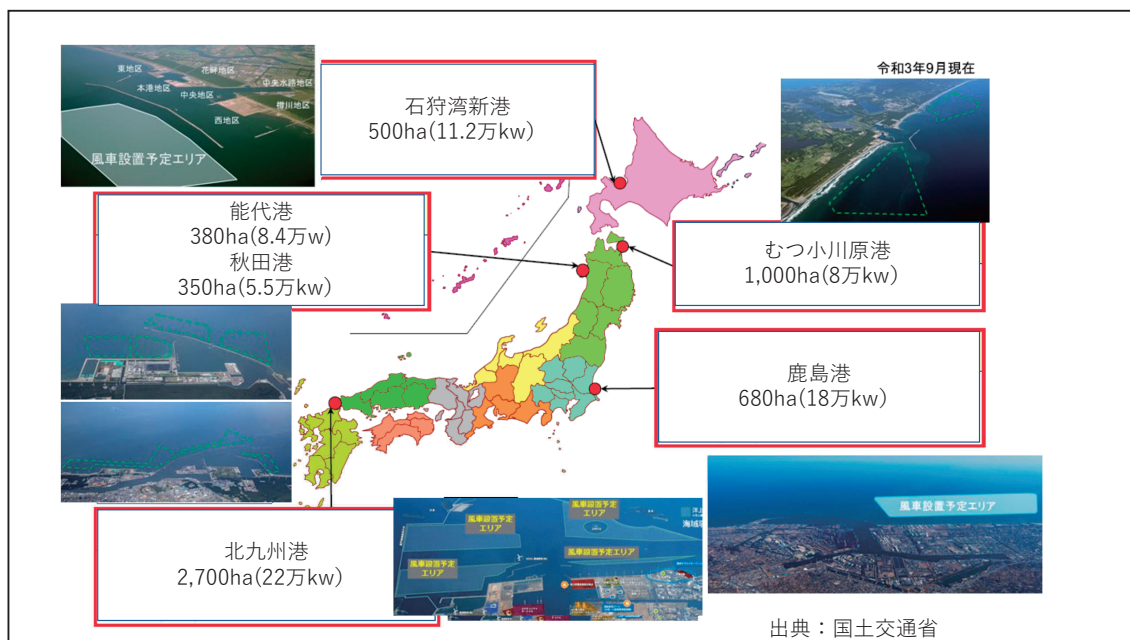 令和3年9月現在
東地区
花畔地区
本港地区
中央地区
中央水路地区
樽川地区
西地区
風車設置予定エリア
石狩湾新港
500ha(11.2万kw)
能代港
380ha(8.4万w)
秋田港
350ha(5.5万kw)
むつ小川原港
1,000ha(8万kw)
鹿島港
680ha(18万kw)
北九州港
2,700ha(22万kw)
風車設置予定
エリア
風車設置予定
エリア
風車設置予定
エリア
風車設置予定エリア
風車設置予定エリア
出典：国土交通省